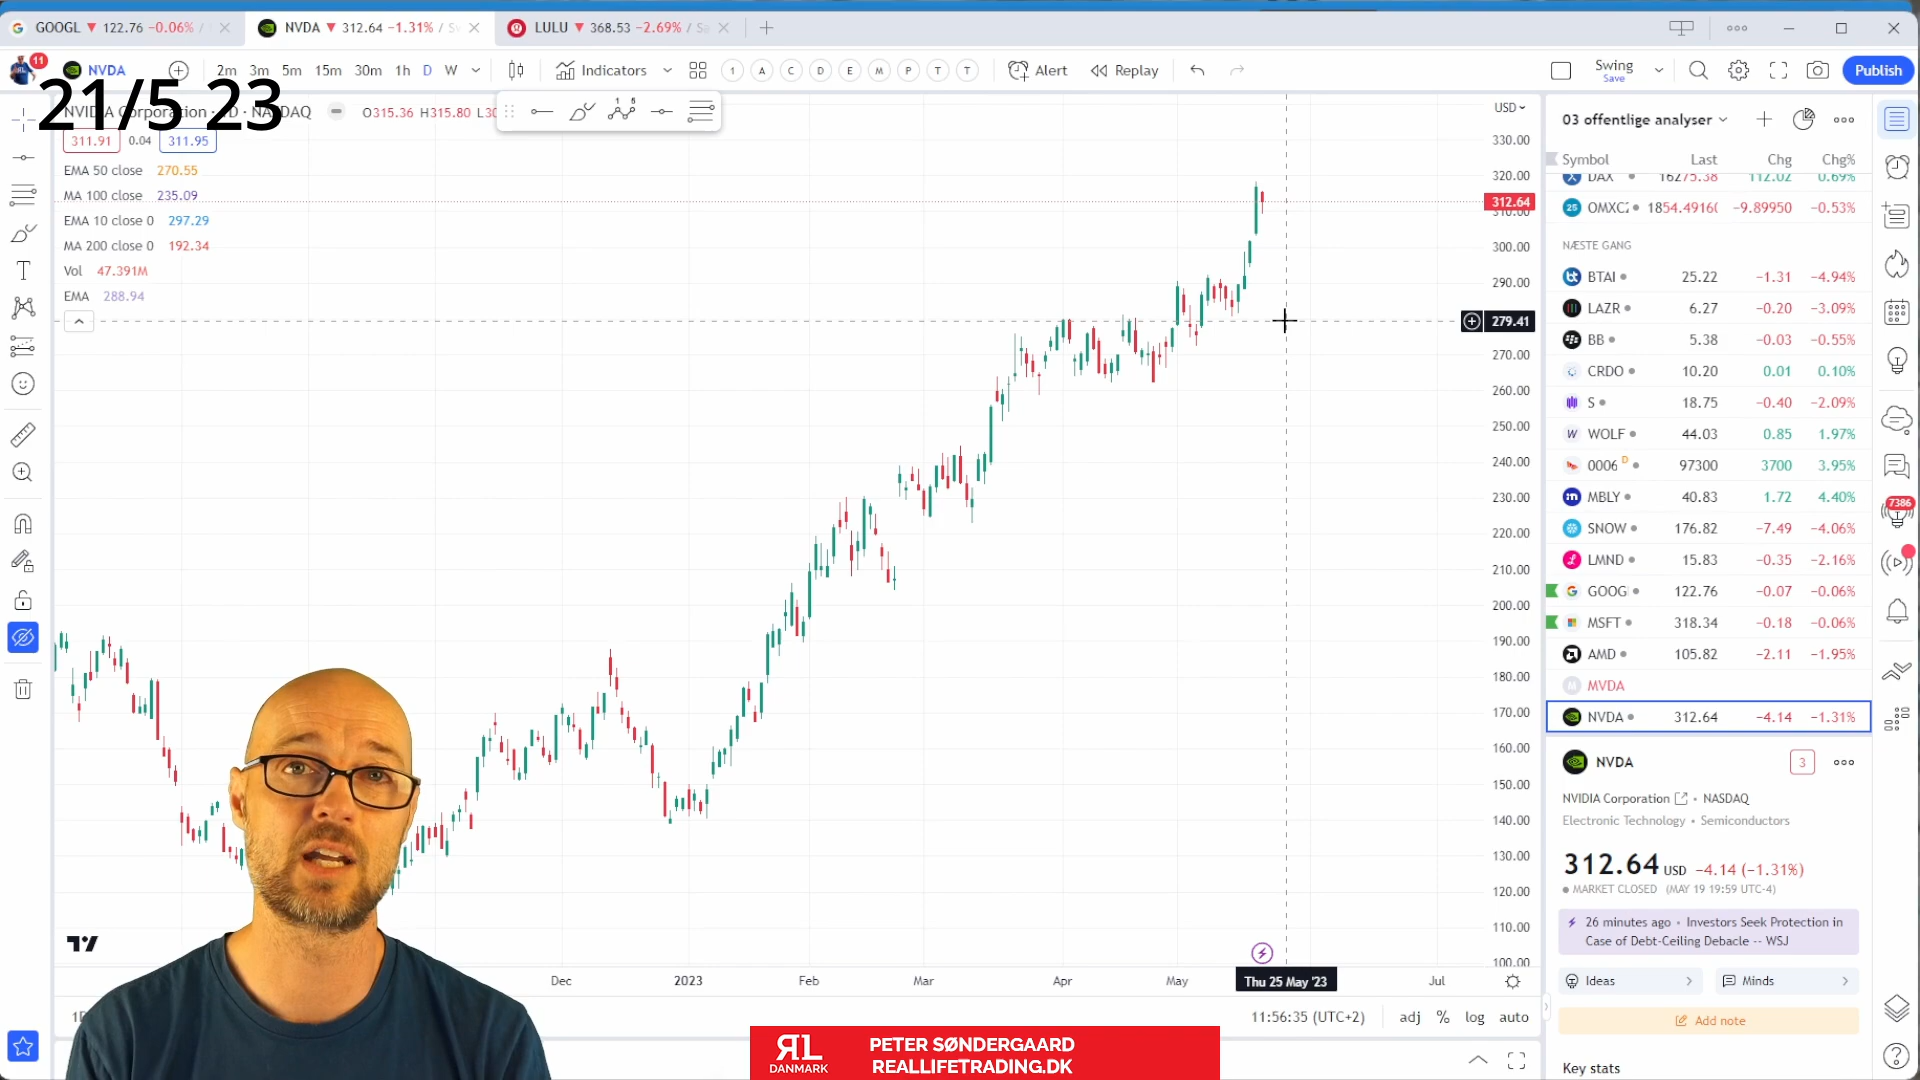 GOOGL ▼ 122.76 −0.06% /
NVDA ▼ 312.64 −1.31% /
LULU ▼ 368.53 −2.69% /
11
NVDA
2m 3m 5m 15m 30m 1h D W
Indicators
1 A C D E M P T T
Alert
Replay
Swing
Save
Publish
21/5 23
NVIDIA Corporation · 1D · NASDAQ
O315.36 H315.80
311.91 0.04 311.95
EMA 50 close 270.55
MA 100 close 235.09
EMA 10 close 0 297.29
MA 200 close 0 192.34
Vol 47.391M
EMA 288.94
USD
330.00
320.00
312.64
310.00
300.00
290.00
279.41
270.00
260.00
250.00
240.00
230.00
220.00
210.00
200.00
190.00
180.00
170.00
160.00
150.00
140.00
130.00
120.00
110.00
100.00
Dec 2023 Feb Mar Apr May Thu 25 May '23 Jul
11:56:35 (UTC+2) adj % log auto
ЯL
DANMARK
PETER SØNDERGAARD
REALLIFETRADING.DK
03 offentlige analyser
Symbol Last Chg Chg%
DAX 16275.38 112.02 0.69%
OMXC2 1854.4916( −9.89950 −0.53%
NÆSTE GANG
BTAI 25.22 −1.31 −4.94%
LAZR 6.27 −0.20 −3.09%
BB 5.38 −0.03 −0.55%
CRDO 10.20 0.01 0.10%
S 18.75 −0.40 −2.09%
WOLF 44.03 0.85 1.97%
0006 D 97300 3700 3.95%
MBLY 40.83 1.72 4.40%
SNOW 176.82 −7.49 −4.06%
LMND 15.83 −0.35 −2.16%
GOOG 122.76 −0.07 −0.06%
MSFT 318.34 −0.18 −0.06%
AMD 105.82 −2.11 −1.95%
MVDA
NVDA 312.64 −4.14 −1.31%
NVDA 3
NVIDIA Corporation • NASDAQ
Electronic Technology • Semiconductors
312.64 USD −4.14 (−1.31%)
MARKET CLOSED (MAY 19 19:59 UTC-4)
26 minutes ago • Investors Seek Protection in
Case of Debt-Ceiling Debacle -- WSJ
Ideas
Minds
Add note
Key stats
7386